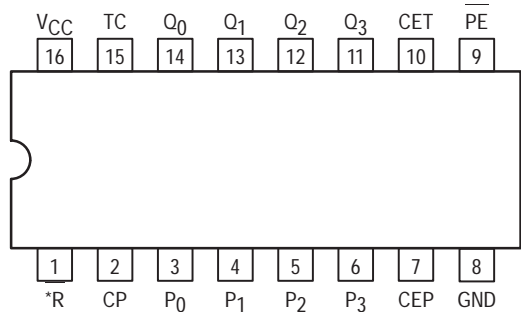 VCC TC Q0 Q1 Q2 Q3 CET P̅E̅
16 15 14 13 12 11 10 9
1 2 3 4 5 6 7 8
*R̅ CP P0 P1 P2 P3 CEP GND